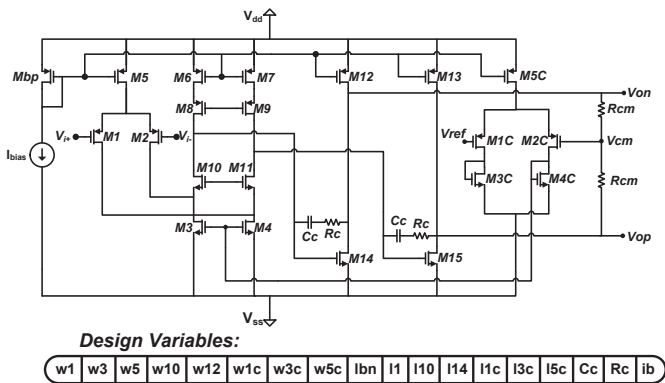 Vdd
Mbp
M5
M6
M7
M12
M13
M5C
Von
M8
M9
Rcm
Vi+
M1
M2
Vi-
Vref
M1C
M2C
Vcm
Ibias
M10
M11
M3C
M4C
Rcm
M3
M4
Cc
Rc
Cc
Rc
Vop
M14
M15
Vss
Design Variables:
w1 w3 w5 w10 w12 w1c w3c w5c lbn l1 l10 l14 l1c l3c l5c Cc Rc ib